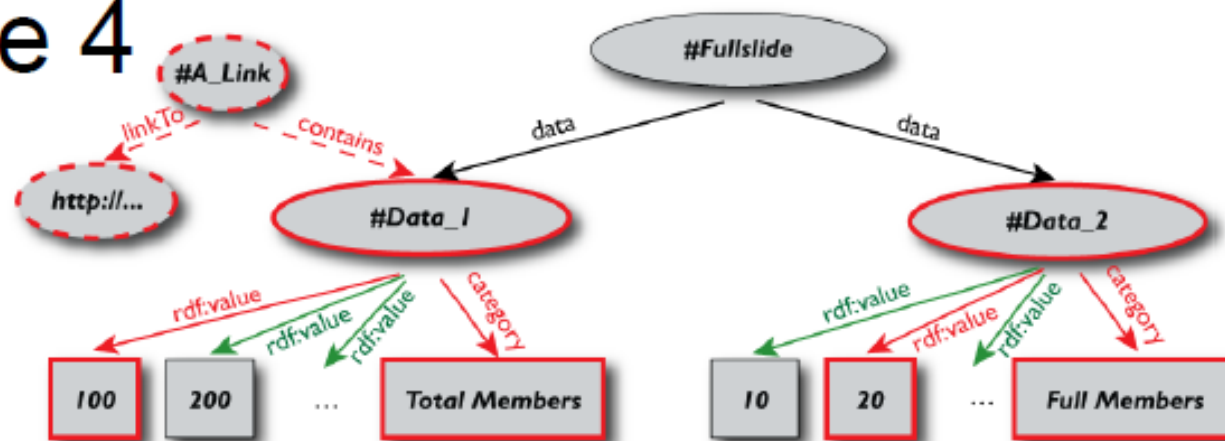 e 4
#A_Link
#Fullslide
linkTo
contains
data
data
http://...
#Data_1
#Data_2
rdf:value
rdf:value
rdf:value
category
rdf:value
rdf:value
rdf:value
category
100
200
...
Total Members
10
20
...
Full Members